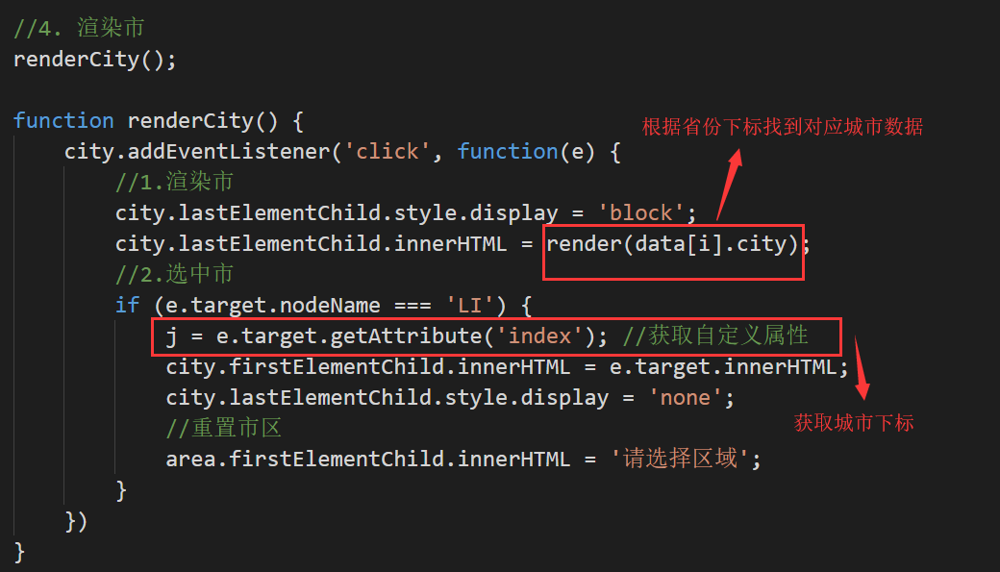 //4. 渲染市
renderCity();
function renderCity() {
根据省份下标找到对应城市数据
city.addEventListener('click', function(e) {
//1.渲染市
city.lastElementChild.style.display = 'block';
city.lastElementChild.innerHTML = render(data[i].city);
//2.选中市
if (e.target.nodeName === 'LI') {
j = e.target.getAttribute('index'); //获取自定义属性
city.firstElementChild.innerHTML = e.target.innerHTML;
city.lastElementChild.style.display = 'none';
获取城市下标
//重置市区
area.firstElementChild.innerHTML = '请选择区域';
}
})
}